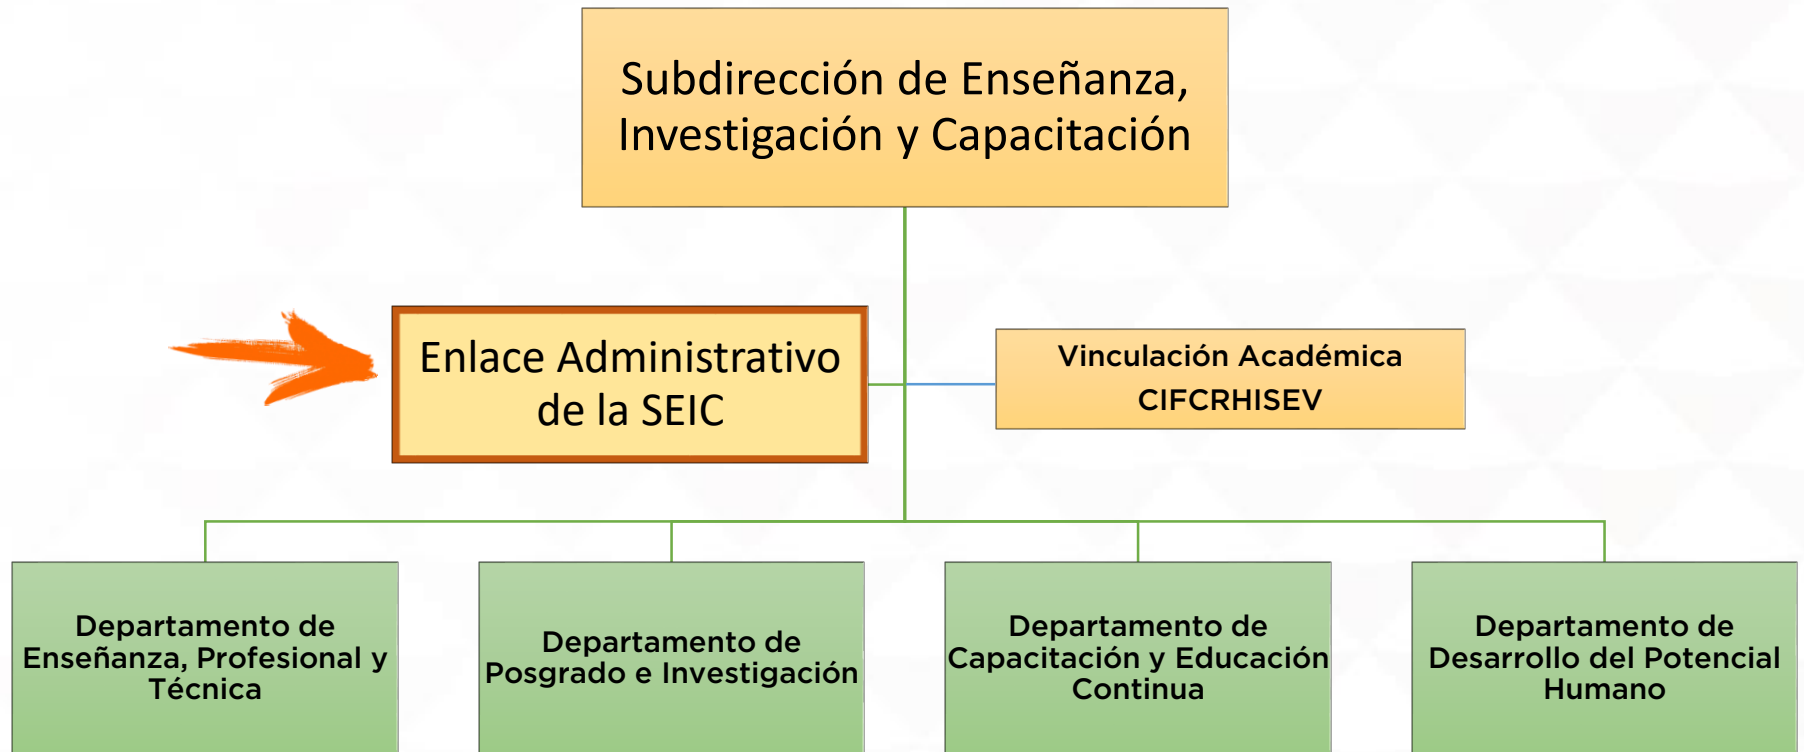 Subdirección de Enseñanza,
Investigación y Capacitación
Enlace Administrativo
de la SEIC
Vinculación Académica
CIFCRHISEV
Departamento de
Enseñanza, Profesional y
Técnica
Departamento de
Posgrado e Investigación
Departamento de
Capacitación y Educación
Continua
Departamento de
Desarrollo del Potencial
Humano